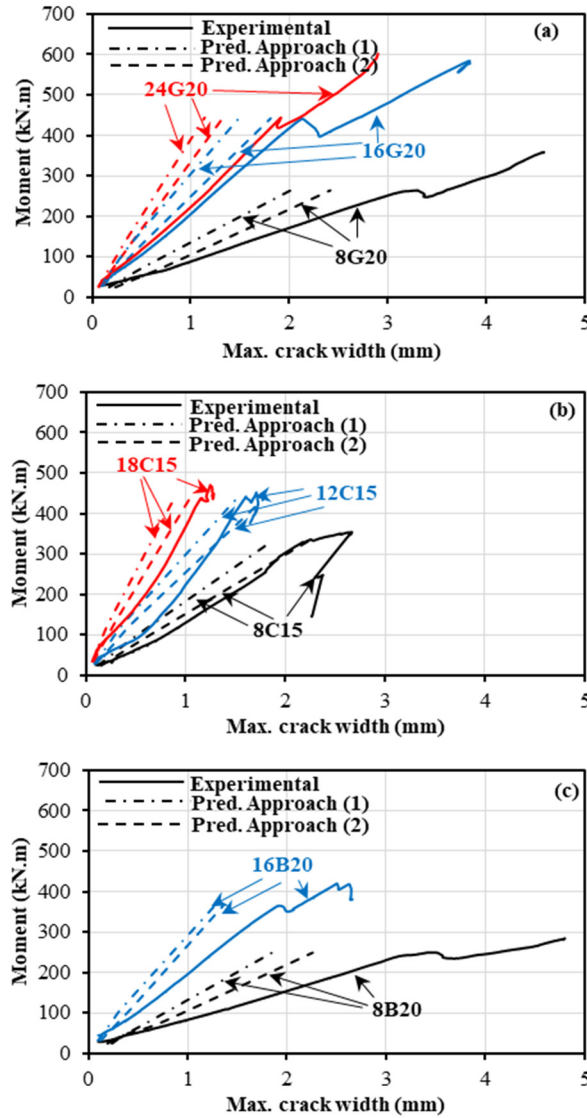 700
600
500
400
300
200
100
0
Moment (kN.m)
Experimental
Pred. Approach (1)
Pred. Approach (2)
(a)
24G20
16G20
8G20
0 1 2 3 4 5
Max. crack width (mm)
700
600
500
400
300
200
100
0
Moment (kN.m)
Experimental
Pred. Approach (1)
Pred. Approach (2)
(b)
18C15
12C15
8C15
0 1 2 3 4 5
Max. crack width (mm)
700
600
500
400
300
200
100
0
Moment (kN.m)
Experimental
Pred. Approach (1)
Pred. Approach (2)
(c)
16B20
8B20
0 1 2 3 4 5
Max. crack width (mm)